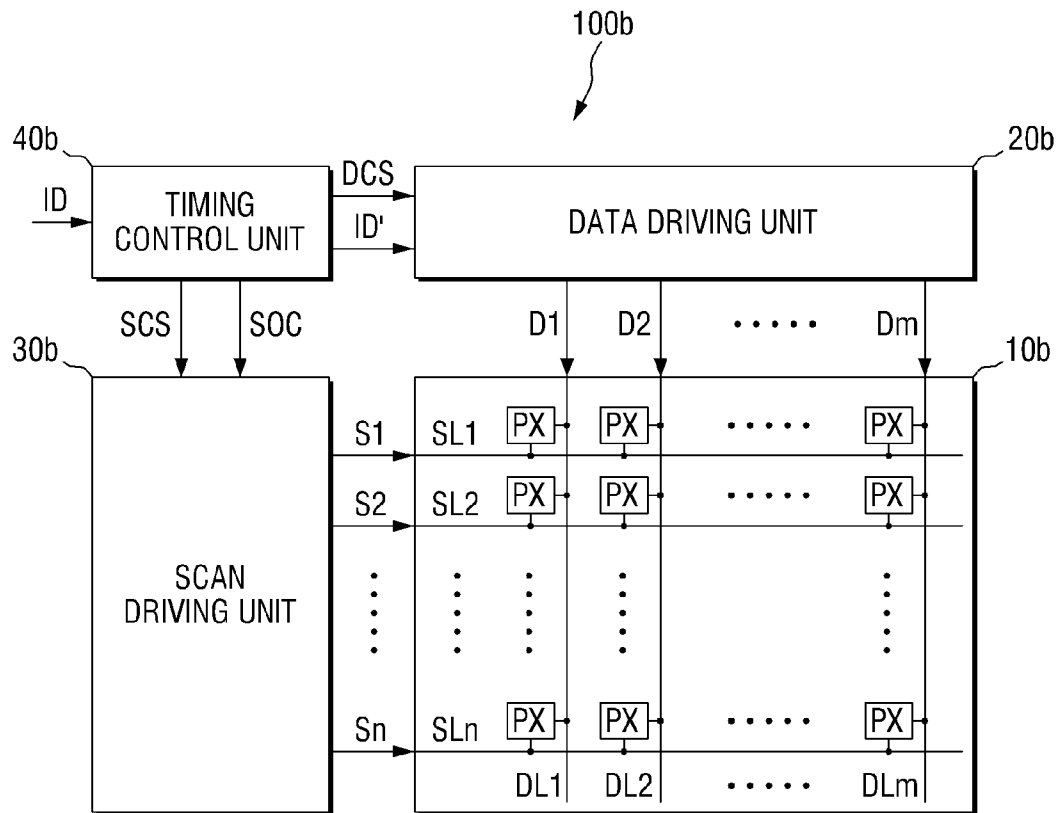 100b
40b
20b
ID
TIMING
CONTROL UNIT
DCS
ID'
DATA DRIVING UNIT
SCS
SOC
D1
D2
.....
Dm
30b
10b
SCAN
DRIVING UNIT
S1
SL1
PX
PX
.....
PX
S2
SL2
PX
PX
.....
PX
Sn
SLn
PX
PX
.....
PX
DL1
DL2
.....
DLm